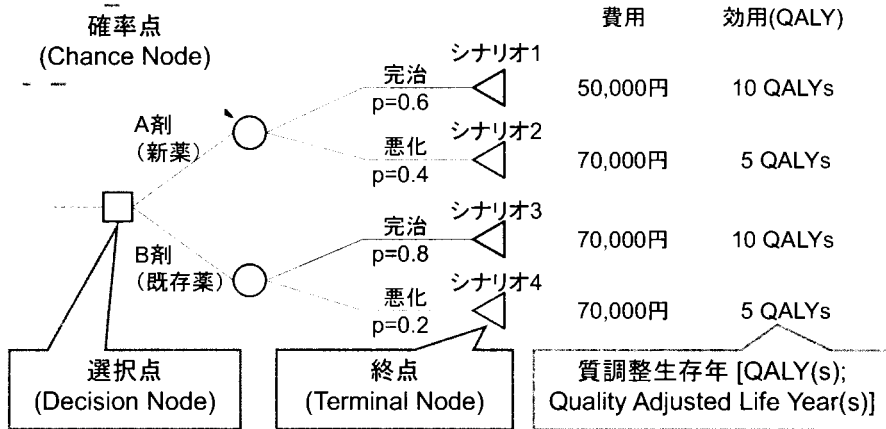 確率点
(Chance Node)
費用
効用(QALY)
A剤
(新薬)
完治
p=0.6
シナリオ1
50,000円
10 QALYs
悪化
p=0.4
シナリオ2
70,000円
5 QALYs
B剤
(既存薬)
完治
p=0.8
シナリオ3
70,000円
10 QALYs
悪化
p=0.2
シナリオ4
70,000円
5 QALYs
選択点
(Decision Node)
終点
(Terminal Node)
質調整生存年 [QALY(s);
Quality Adjusted Life Year(s)]